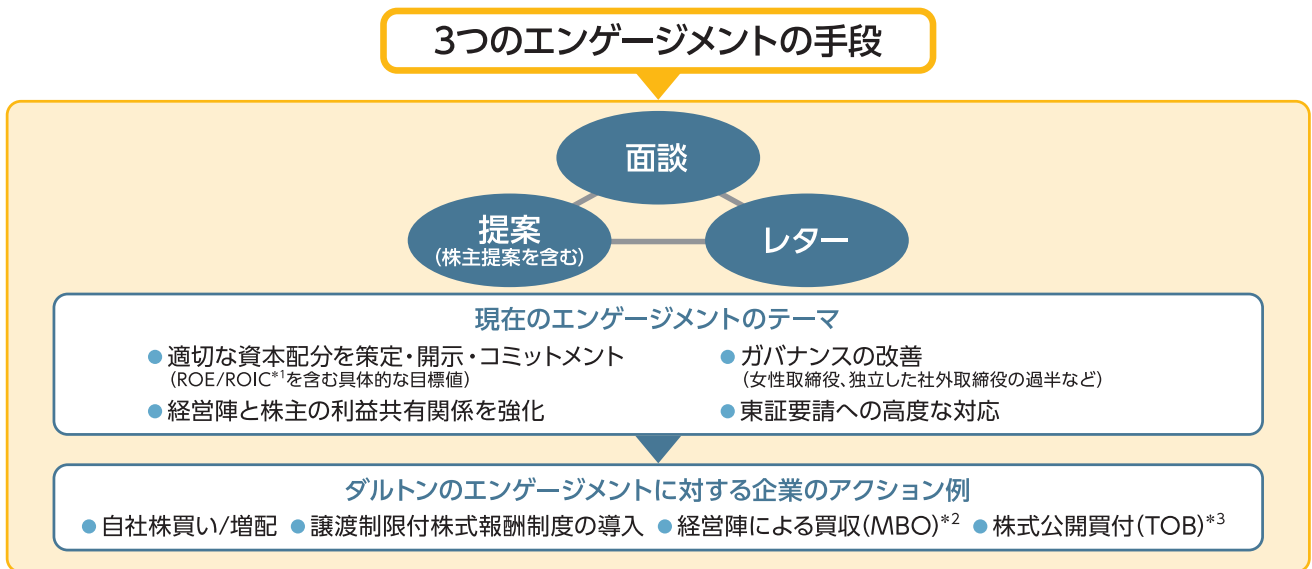 3つのエンゲージメントの手段
面談
提案
(株主提案を含む)
レター
現在のエンゲージメントのテーマ
●適切な資本配分を策定・開示・コミットメント
(ROE/ROIC*1を含む具体的な目標値)
●経営陣と株主の利益共有関係を強化
●ガバナンスの改善
(女性取締役、独立した社外取締役の過半など)
●東証要請への高度な対応
ダルトンのエンゲージメントに対する企業のアクション例
●自社株買い/増配 ●譲渡制限付株式報酬制度の導入 ●経営陣による買収(MBO)*2 ●株式公開買付(TOB)*3